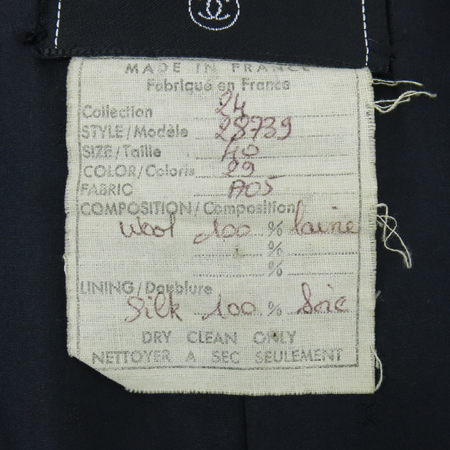 MADE IN FRANCE
Fabriqué en France
Collection 24
STYLE/Modèle 28739
SIZE/Taille 40
COLOR/Coloris 29
FABRIC A05
COMPOSITION/Composition
Wool 100 % laine
%
%
LINING/Doublure
Silk 100 % Soie
DRY CLEAN ONLY
NETTOYER A SEC SEULEMENT